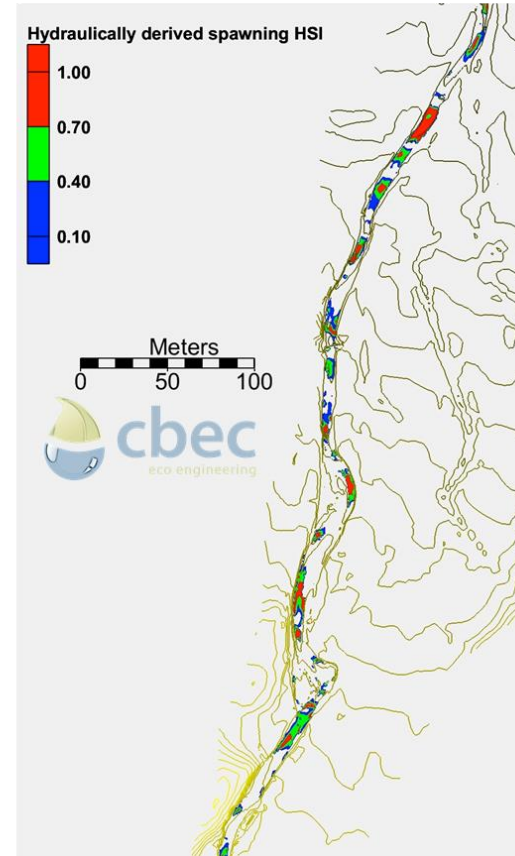 Hydraulically derived spawning HSI
1.00
0.70
0.40
0.10
Meters
0 50 100
cbec
eco engineering